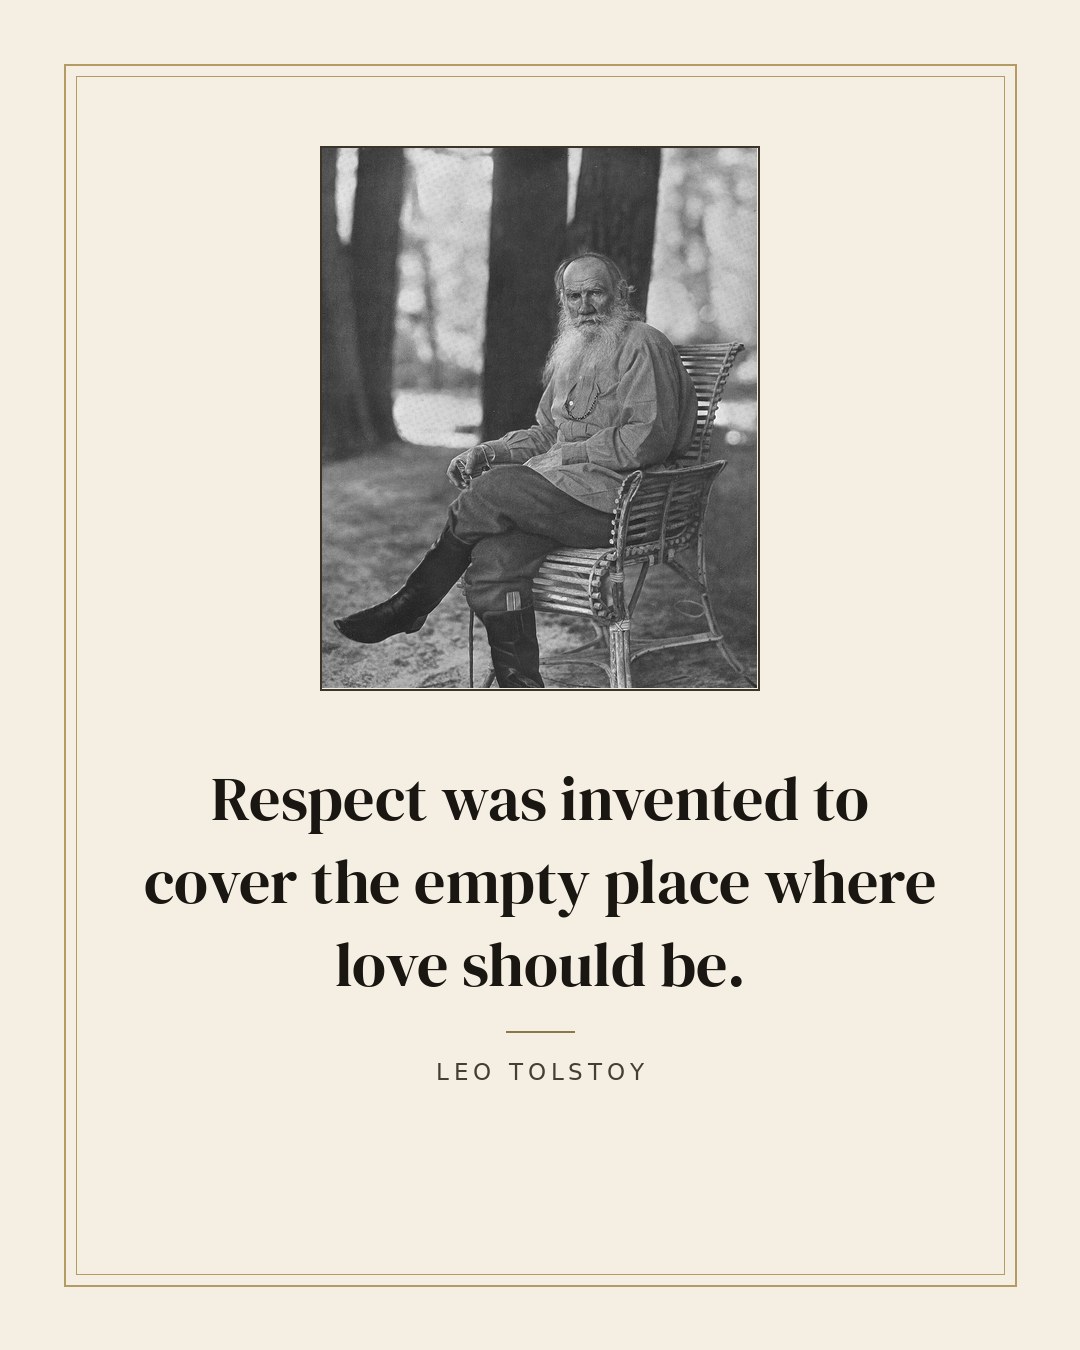 Respect was invented to
cover the empty place where
love should be.
LEO TOLSTOY